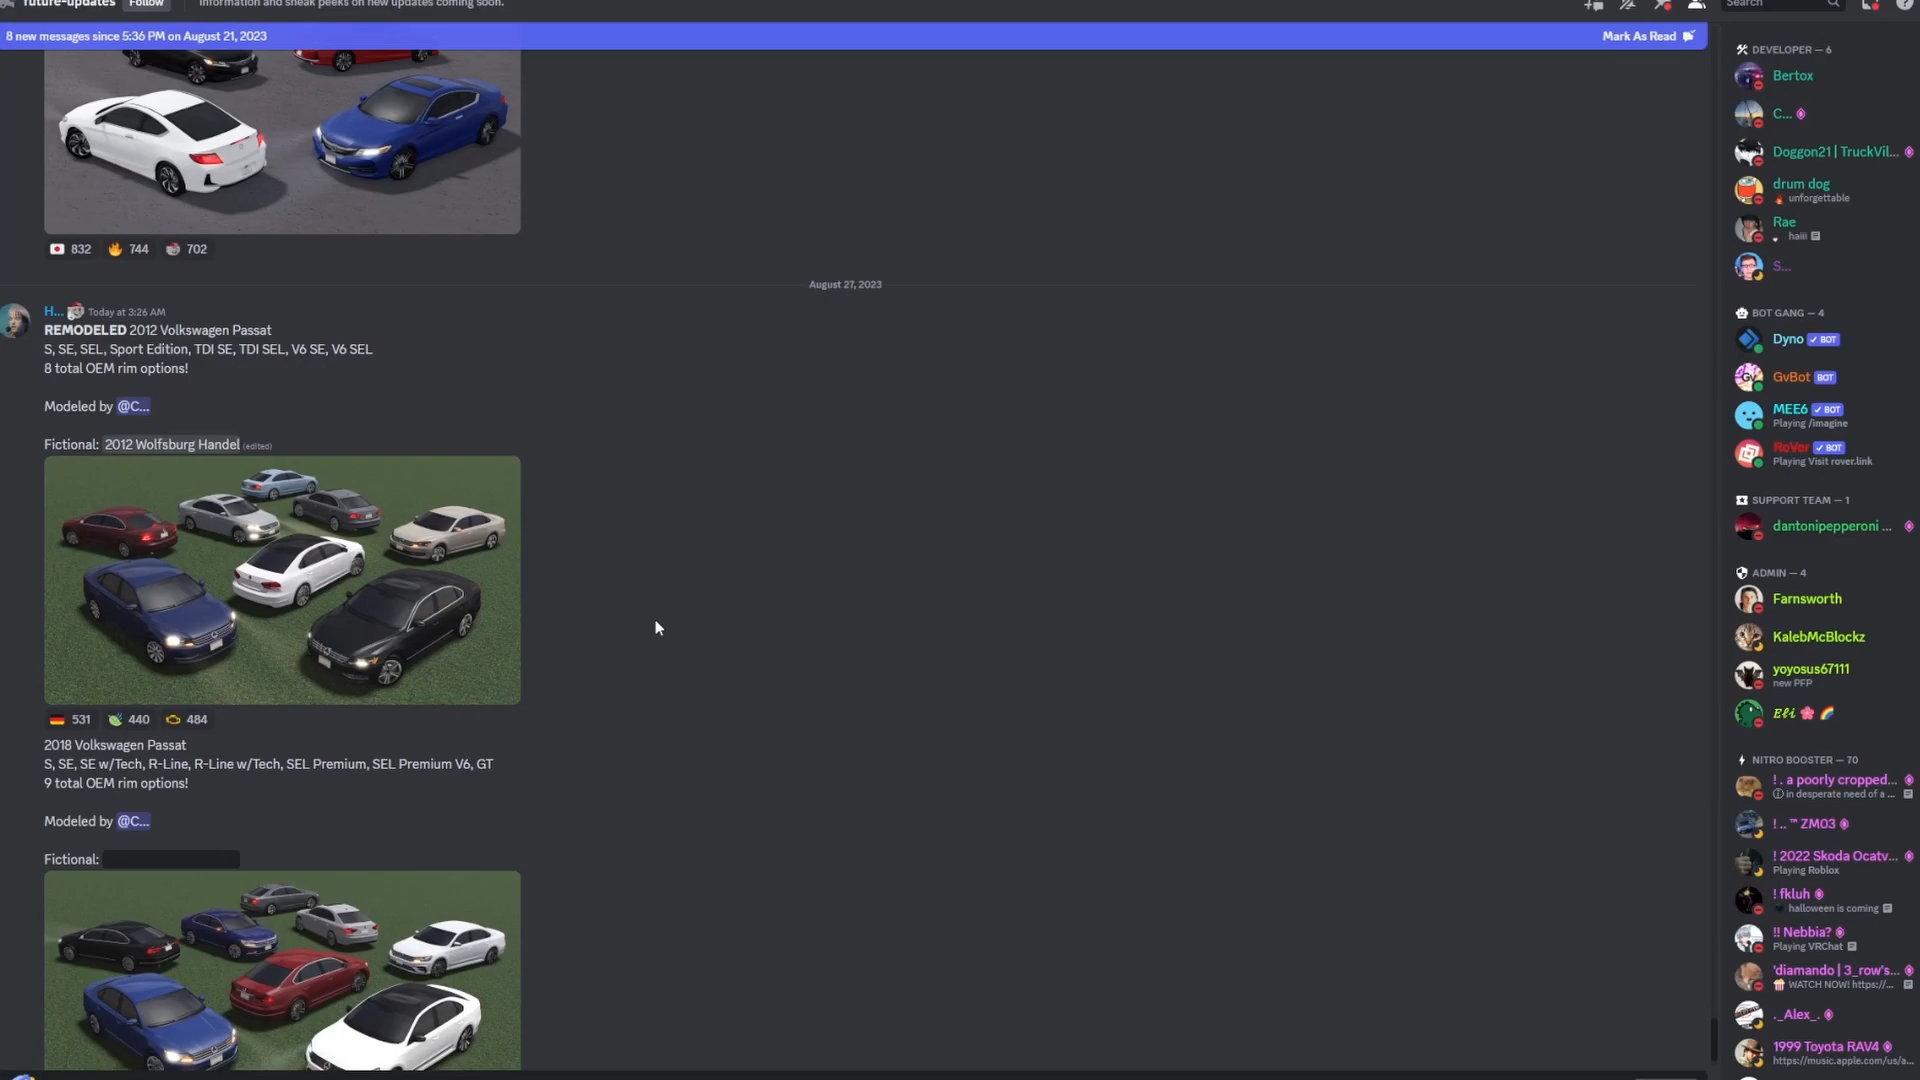 future-updates
Follow
Information and sneak peeks on new updates coming soon.
Search
8 new messages since 5:36 PM on August 21, 2023
Mark As Read
832 744 702
August 27, 2023
H... Today at 3:26 AM
REMODELED 2012 Volkswagen Passat
S, SE, SEL, Sport Edition, TDI SE, TDI SEL, V6 SE, V6 SEL
8 total OEM rim options!
Modeled by @C...
Fictional: 2012 Wolfsburg Handel (edited)
531 440 484
2018 Volkswagen Passat
S, SE, SE w/Tech, R-Line, R-Line w/Tech, SEL Premium, SEL Premium V6, GT
9 total OEM rim options!
Modeled by @C...
Fictional:
DEVELOPER — 6
Bertox
C...
Doggon21 | TruckVil...
drum dog
unforgettable
Rae
haiii
S...
BOT GANG — 4
Dyno BOT
GvBot BOT
MEE6 BOT
Playing /imagine
RoVer BOT
Playing Visit rover.link
SUPPORT TEAM — 1
dantonipepperoni ...
ADMIN — 4
Farnsworth
KalebMcBlockz
yoyosus67111
new PFP
𝓔𝓵𝓲
NITRO BOOSTER — 70
! . a poorly cropped...
in desperate need of a ...
! .. ™ ZM03
! 2022 Skoda Ocatv...
Playing Roblox
! fkluh
halloween is coming
!! Nebbia?
Playing VRChat
'diamando | 3_row's...
WATCH NOW! https://...
._Alex_.
1999 Toyota RAV4
https://music.apple.com/us/a...